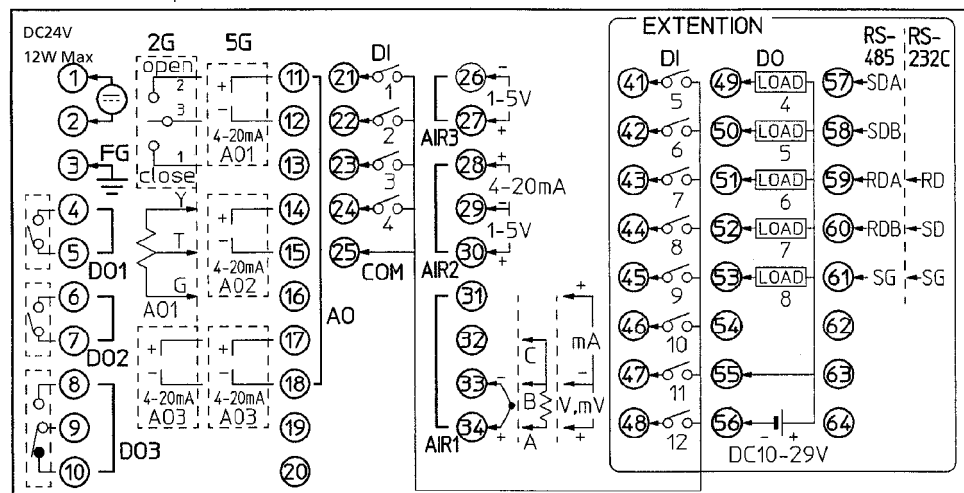 DC24V
12W Max
2G 5G DI EXTENTION
DI DO RS-485 RS-232C
1 open 2 + 11 21 1 26 - 1-5V 41 5 49 LOAD 4 57 SDA
2 3 - 12 22 2 27 + 42 6 50 LOAD 5 58 SDB
4-20mA
AO1
AIR3
3 FG 1 close 13 23 3 28 + 4-20mA 43 7 51 LOAD 6 59 RDA RD
4 Y + 14 24 4 29 - 1-5V 44 8 52 LOAD 7 60 RDB SD
5 T - 15 25 COM 30 + 45 9 53 LOAD 8 61 SG SG
DO1
4-20mA
AO2
AIR2
6 G 16 AO 31 + mA 46 10 54 62
AO1
7 + + 17 32 C 47 11 55 63
DO2
8 - - 18 33 - B - V,mV 48 12 56 - + 64
4-20mA 4-20mA
AO3 AO3
9 19 34 + A +
AIR1
DC10-29V
DO3
10 20